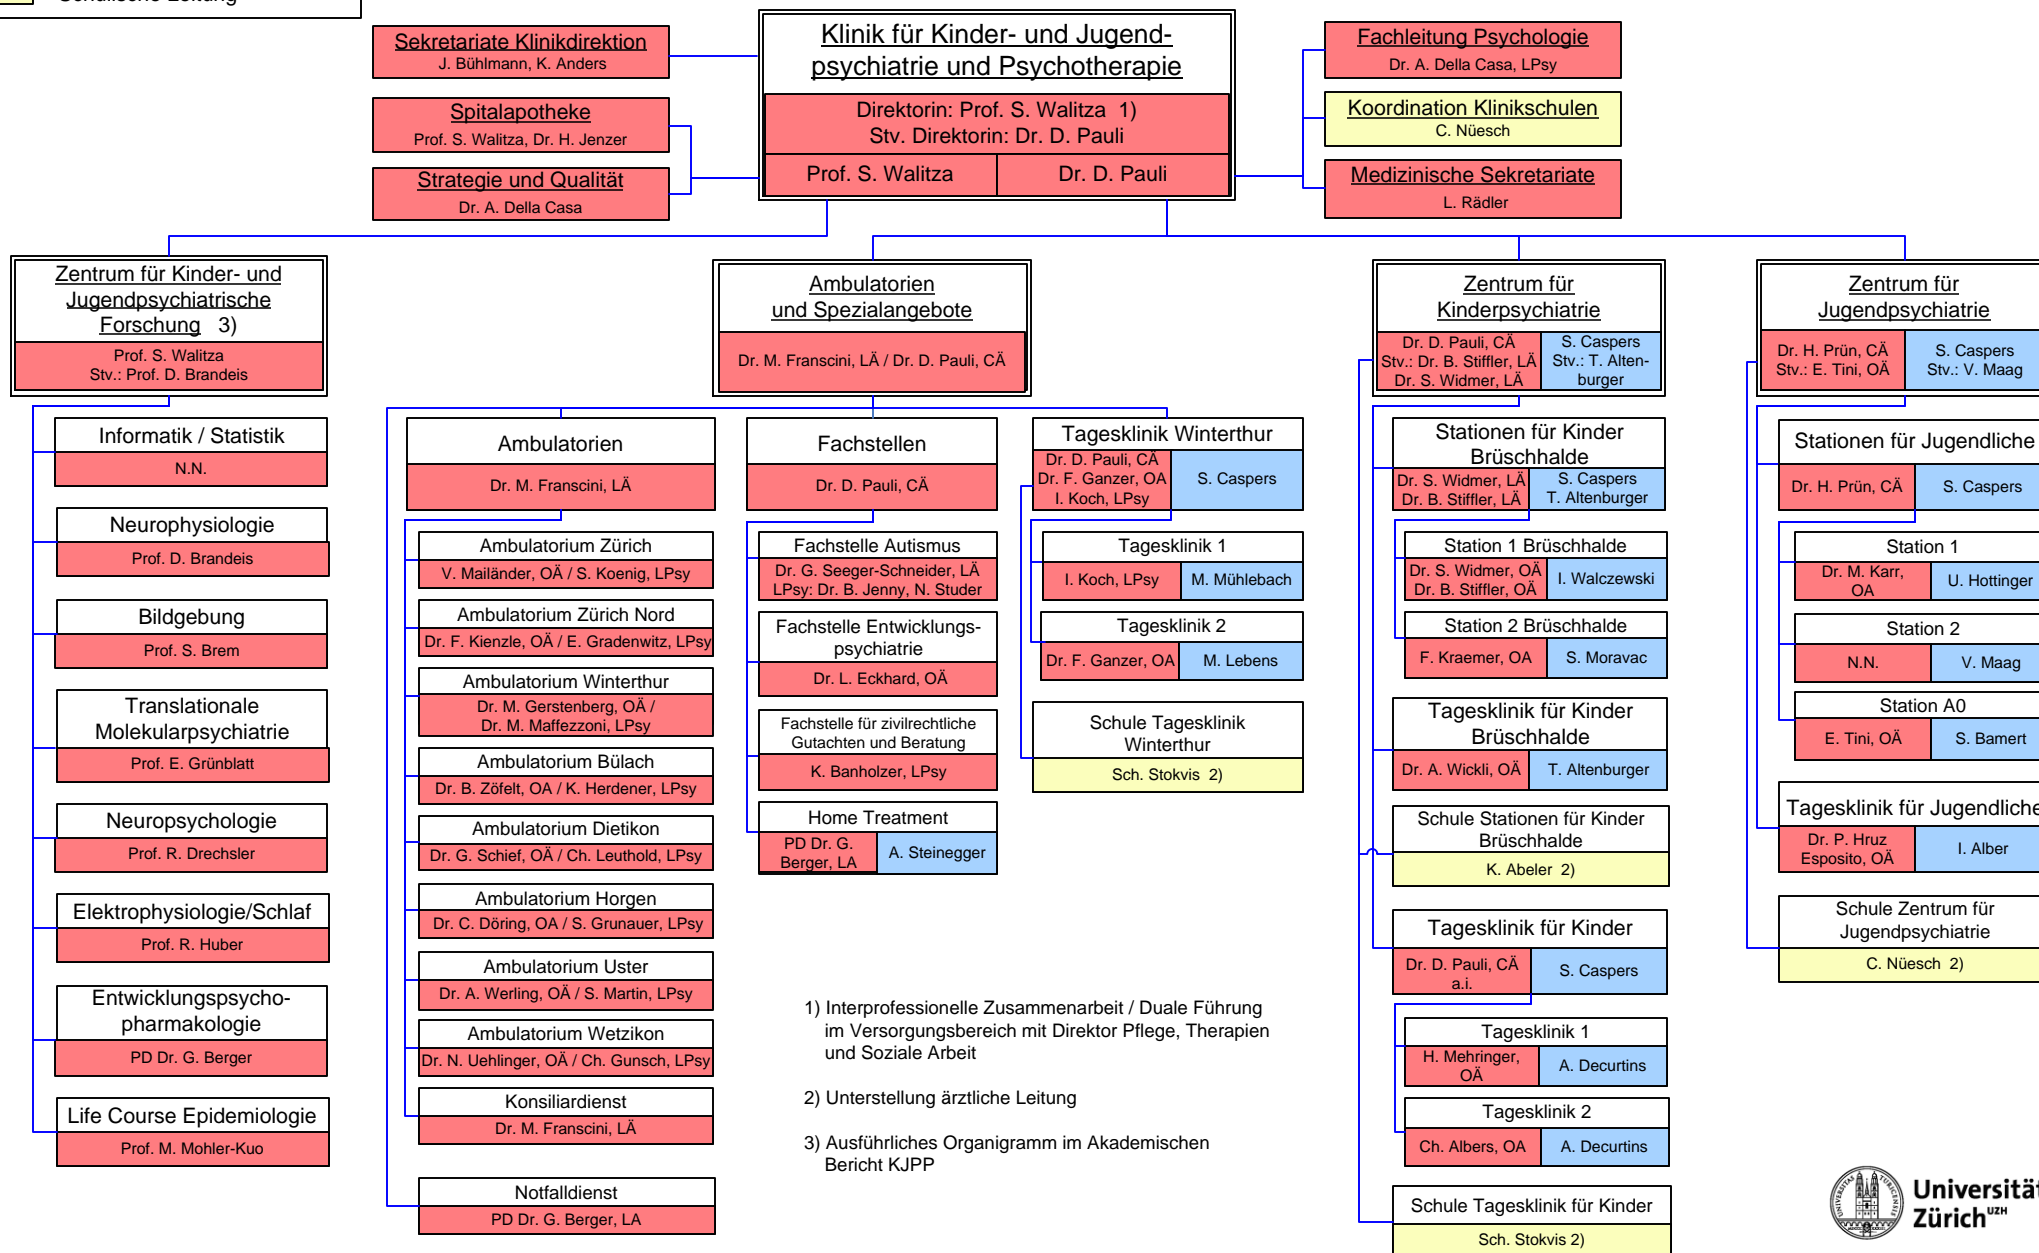 Schulische Leitung
Sekretariate Klinikdirektion
J. Bühlmann, K. Anders
Spitalapotheke
Prof. S. Walitza, Dr. H. Jenzer
Strategie und Qualität
Dr. A. Della Casa
Klinik für Kinder- und Jugend-
psychiatrie und Psychotherapie
Direktorin: Prof. S. Walitza 1)
Stv. Direktorin: Dr. D. Pauli
Prof. S. Walitza
Dr. D. Pauli
Fachleitung Psychologie
Dr. A. Della Casa, LPsy
Koordination Klinikschulen
C. Nüesch
Medizinische Sekretariate
L. Rädler
Zentrum für Kinder- und
Jugendpsychiatrische
Forschung 3)
Prof. S. Walitza
Stv.: Prof. D. Brandeis
Informatik / Statistik
N.N.
Neurophysiologie
Prof. D. Brandeis
Bildgebung
Prof. S. Brem
Translationale
Molekularpsychiatrie
Prof. E. Grünblatt
Neuropsychologie
Prof. R. Drechsler
Elektrophysiologie/Schlaf
Prof. R. Huber
Entwicklungspsycho-
pharmakologie
PD Dr. G. Berger
Life Course Epidemiologie
Prof. M. Mohler-Kuo
Ambulatorien
und Spezialangebote
Dr. M. Franscini, LÄ / Dr. D. Pauli, CÄ
Ambulatorien
Dr. M. Franscini, LÄ
Ambulatorium Zürich
V. Mailänder, OÄ / S. Koenig, LPsy
Ambulatorium Zürich Nord
Dr. F. Kienzle, OÄ / E. Gradenwitz, LPsy
Ambulatorium Winterthur
Dr. M. Gerstenberg, OÄ /
Dr. M. Maffezzoni, LPsy
Ambulatorium Bülach
Dr. B. Zöfelt, OA / K. Herdener, LPsy
Ambulatorium Dietikon
Dr. G. Schief, OÄ / Ch. Leuthold, LPsy
Ambulatorium Horgen
Dr. C. Döring, OA / S. Grunauer, LPsy
Ambulatorium Uster
Dr. A. Werling, OÄ / S. Martin, LPsy
Ambulatorium Wetzikon
Dr. N. Uehlinger, OÄ / Ch. Gunsch, LPsy
Konsiliardienst
Dr. M. Franscini, LÄ
Notfalldienst
PD Dr. G. Berger, LA
Fachstellen
Dr. D. Pauli, CÄ
Fachstelle Autismus
Dr. G. Seeger-Schneider, LÄ
LPsy: Dr. B. Jenny, N. Studer
Fachstelle Entwicklungs-
psychiatrie
Dr. L. Eckhard, OÄ
Fachstelle für zivilrechtliche
Gutachten und Beratung
K. Banholzer, LPsy
Home Treatment
PD Dr. G.
Berger, LA
A. Steinegger
Tagesklinik Winterthur
Dr. D. Pauli, CÄ
Dr. F. Ganzer, OA
I. Koch, LPsy
S. Caspers
Tagesklinik 1
I. Koch, LPsy
M. Mühlebach
Tagesklinik 2
Dr. F. Ganzer, OA
M. Lebens
Schule Tagesklinik
Winterthur
Sch. Stokvis 2)
1) Interprofessionelle Zusammenarbeit / Duale Führung
im Versorgungsbereich mit Direktor Pflege, Therapien
und Soziale Arbeit
2) Unterstellung ärztliche Leitung
3) Ausführliches Organigramm im Akademischen
Bericht KJPP
Zentrum für
Kinderpsychiatrie
Dr. D. Pauli, CÄ
Stv.: Dr. B. Stiffler, LÄ
Dr. S. Widmer, LÄ
S. Caspers
Stv.: T. Alten-
burger
Stationen für Kinder
Brüschhalde
Dr. S. Widmer, LÄ
Dr. B. Stiffler, LÄ
S. Caspers
T. Altenburger
Station 1 Brüschhalde
Dr. S. Widmer, OÄ
Dr. B. Stiffler, OÄ
I. Walczewski
Station 2 Brüschhalde
F. Kraemer, OA
S. Moravac
Tagesklinik für Kinder
Brüschhalde
Dr. A. Wickli, OÄ
T. Altenburger
Schule Stationen für Kinder
Brüschhalde
K. Abeler 2)
Tagesklinik für Kinder
Dr. D. Pauli, CÄ
a.i.
S. Caspers
Tagesklinik 1
H. Mehringer,
OÄ
A. Decurtins
Tagesklinik 2
Ch. Albers, OA
A. Decurtins
Schule Tagesklinik für Kinder
Sch. Stokvis 2)
Zentrum für
Jugendpsychiatrie
Dr. H. Prün, CÄ
Stv.: E. Tini, OÄ
S. Caspers
Stv.: V. Maag
Stationen für Jugendliche
Dr. H. Prün, CÄ
S. Caspers
Station 1
Dr. M. Karr,
OA
U. Hottinger
Station 2
N.N.
V. Maag
Station A0
E. Tini, OÄ
S. Bamert
Tagesklinik für Jugendliche
Dr. P. Hruz
Esposito, OÄ
I. Alber
Schule Zentrum für
Jugendpsychiatrie
C. Nüesch 2)
Universität
Zürich UZH